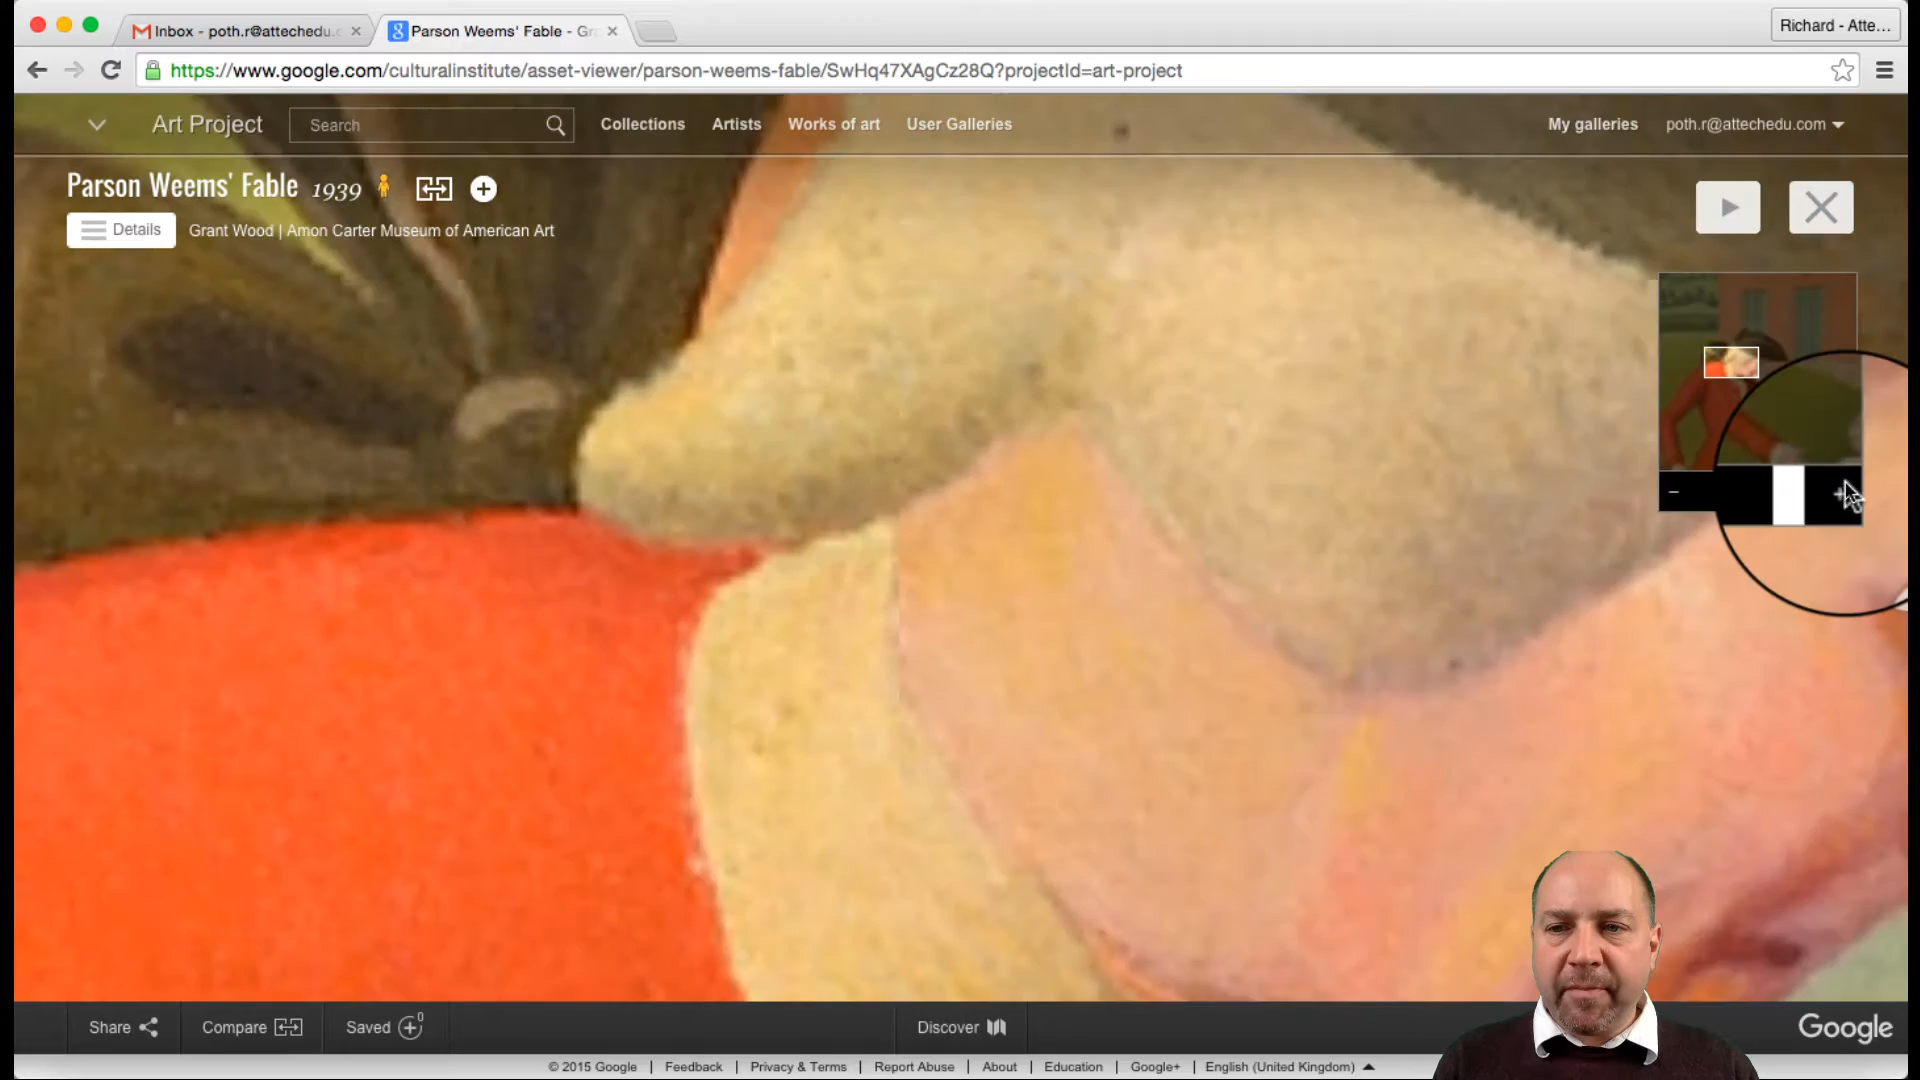 Inbox - poth.r@attechedu.c
Parson Weems' Fable - Gr
Richard - Atte...
https://www.google.com/culturalinstitute/asset-viewer/parson-weems-fable/SwHq47XAgCz28Q?projectId=art-project
Art Project
Search
Collections
Artists
Works of art
User Galleries
My galleries
poth.r@attechedu.com
Parson Weems' Fable 1939
Details
Grant Wood | Amon Carter Museum of American Art
Share
Compare
Saved
0
Discover
Google
© 2015 Google | Feedback | Privacy & Terms | Report Abuse | About | Education | Google+ | English (United Kingdom)